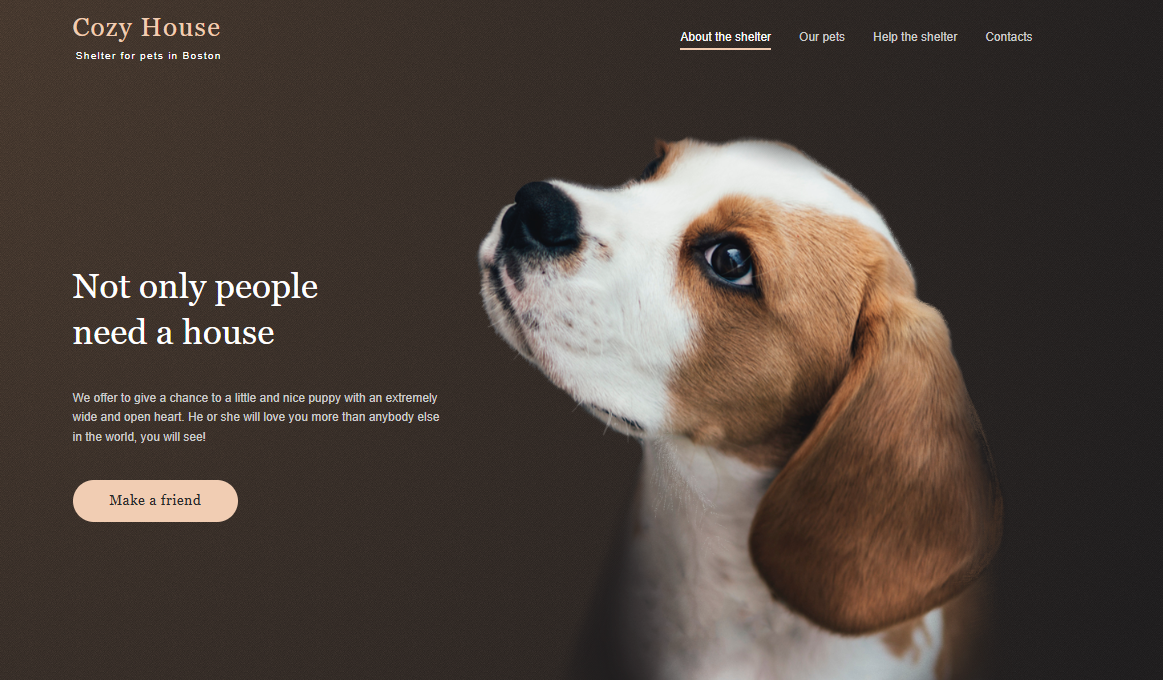 Cozy House
Shelter for pets in Boston
About the shelter
Our pets
Help the shelter
Contacts
Not only people
need a house
We offer to give a chance to a little and nice puppy with an extremely
wide and open heart. He or she will love you more than anybody else
in the world, you will see!
Make a friend